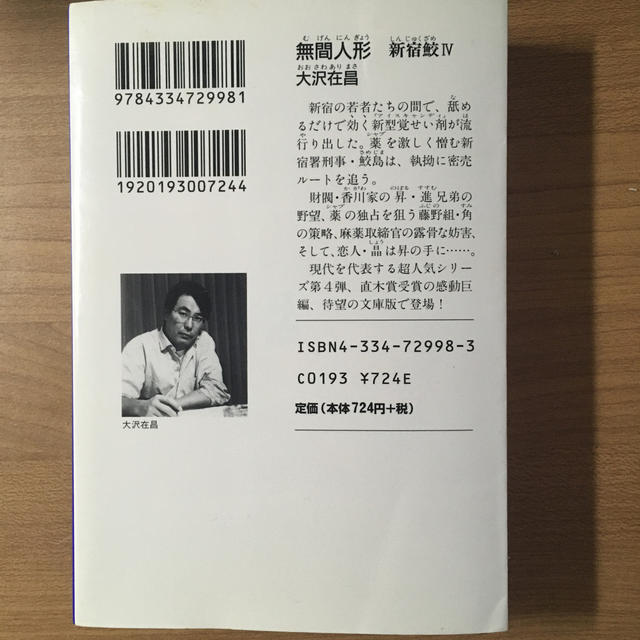 無間人形 新宿鮫Ⅳ
大沢在昌
9784334729981
1920193007244
新宿の若者たちの間で、舐め
るだけで効く新型覚せい剤が流
行り出した。薬を激しく憎む新
宿署刑事・鮫島は、執拗に密売
ルートを追う。
財閥・香川家の昇・進兄弟の
野望、薬の独占を狙う藤野組・角
の策略、麻薬取締官の露骨な妨害、
そして、恋人・晶は昇の手に……。
現代を代表する超人気シリー
ズ第4弾、直木賞受賞の感動巨
編、待望の文庫版で登場！
ISBN4-334-72998-3
C0193 ¥724E
定価(本体724円+税)
大沢在昌